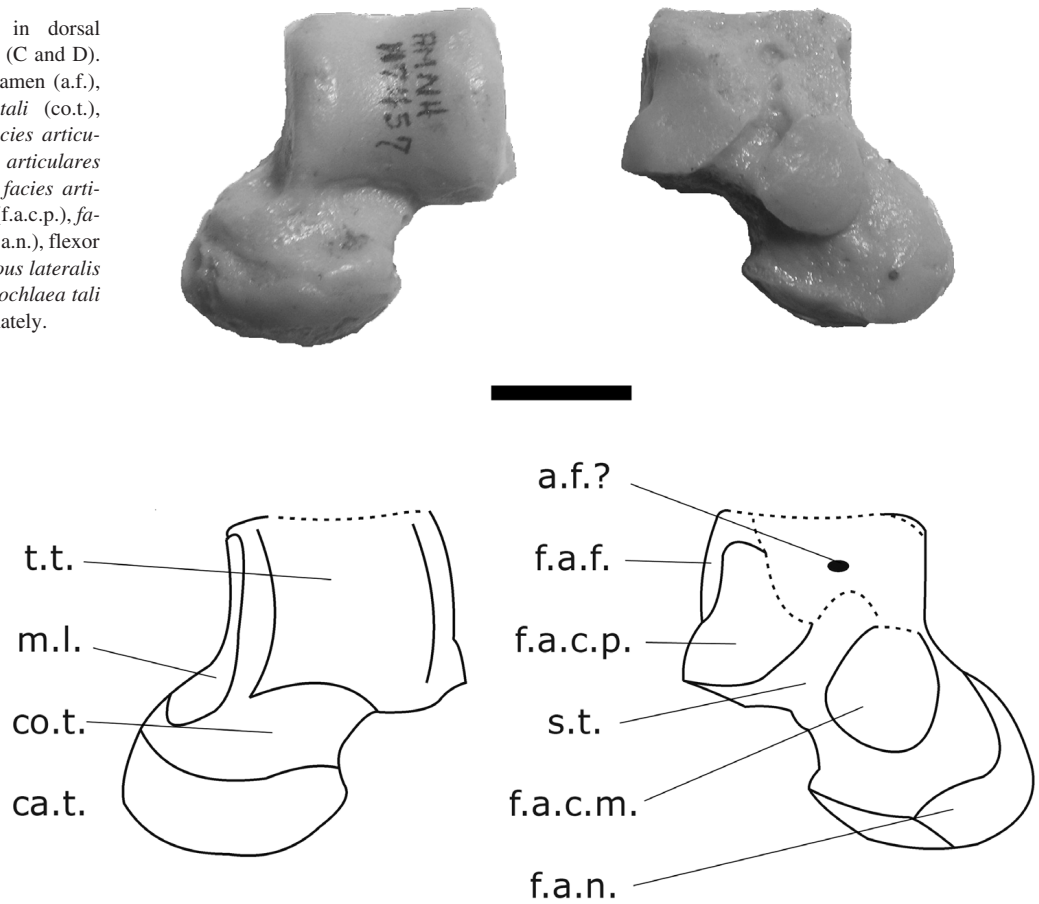 in dorsal
(C and D).
amen (a.f.),
tali (co.t.),
cies articu-
articulares
facies arti-
f.a.c.p.), fa-
a.n.), flexor
ous lateralis
ochlaea tali
ately.
AMNH
N77457
a.f.?
t.t.
f.a.f.
m.l.
f.a.c.p.
co.t.
s.t.
ca.t.
f.a.c.m.
f.a.n.